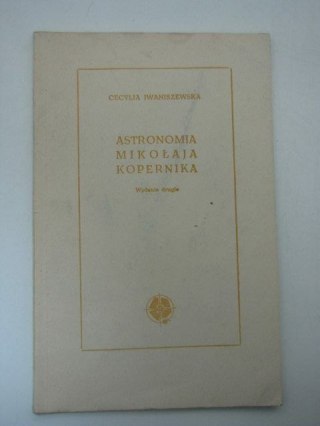 CECYLIA IWANISZEWSKA
ASTRONOMIA
MIKOŁAJA
KOPERNIKA
Wydanie drugie